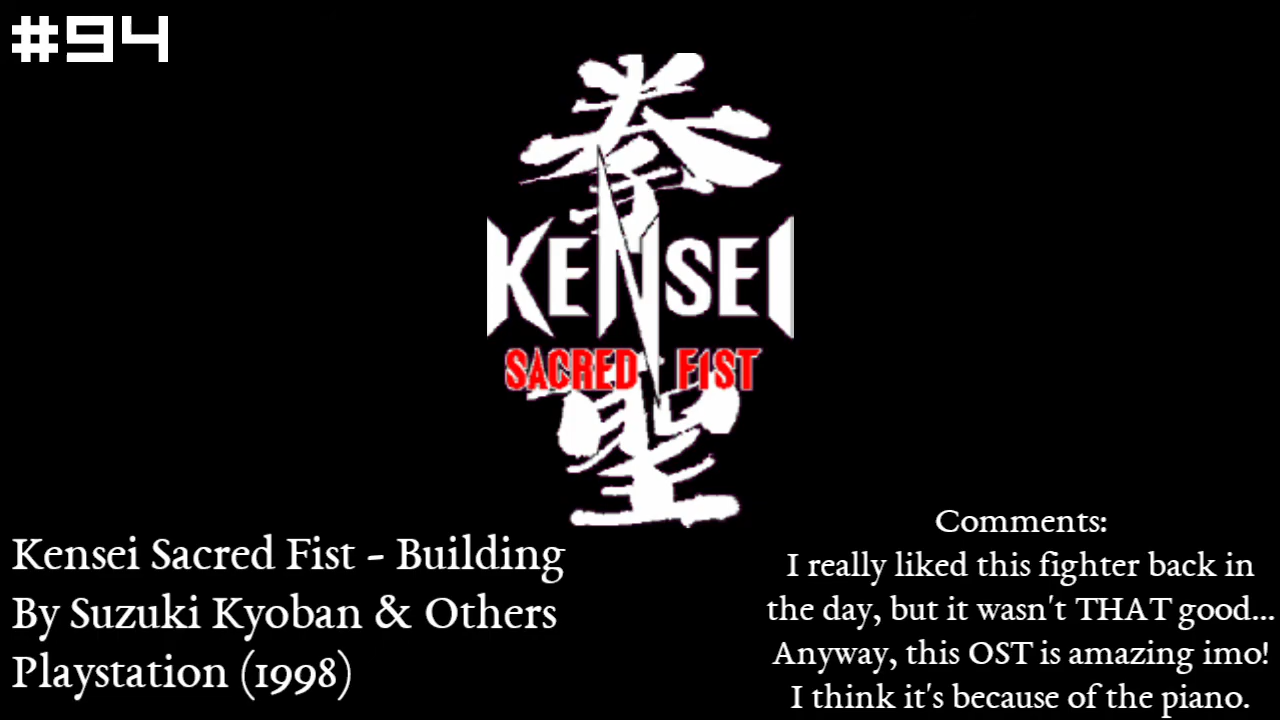 #94
拳
KENSEI
SACRED FIST
聖
Kensei Sacred Fist - Building
By Suzuki Kyoban & Others
Playstation (1998)
Comments:
I really liked this fighter back in
the day, but it wasn't THAT good...
Anyway, this OST is amazing imo!
I think it's because of the piano.